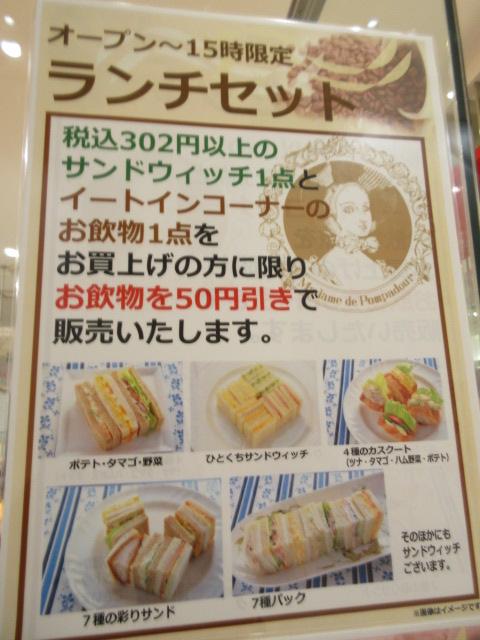 オープン～15時限定
ランチセット
税込302円以上の
サンドウィッチ1点と
イートインコーナーの
お飲物1点を
お買上げの方に限り
お飲物を50円引きで
販売いたします。
Madame de Pompadour
ポテト・タマゴ・野菜
ひとくちサンドウィッチ
4種のカスクート
(ツナ・タマゴ・ハム野菜・ポテト)
7種の彩りサンド
7種パック
そのほかにも
サンドウィッチ
ございます。
※画像はイメージです